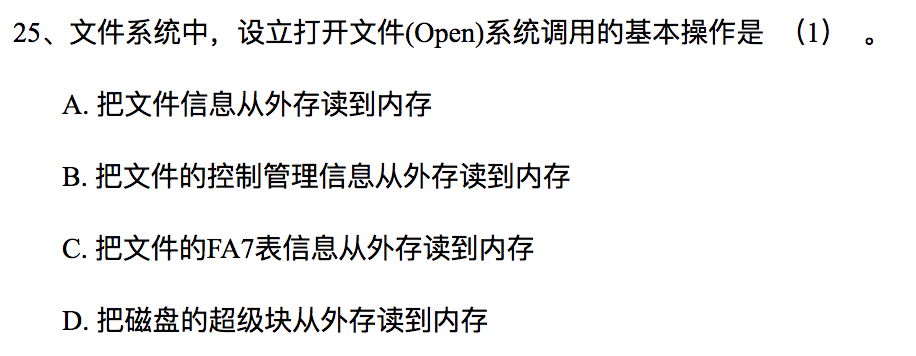 25、文件系统中，设立打开文件(Open)系统调用的基本操作是 （1） 。
A. 把文件信息从外存读到内存
B. 把文件的控制管理信息从外存读到内存
C. 把文件的FA7表信息从外存读到内存
D. 把磁盘的超级块从外存读到内存